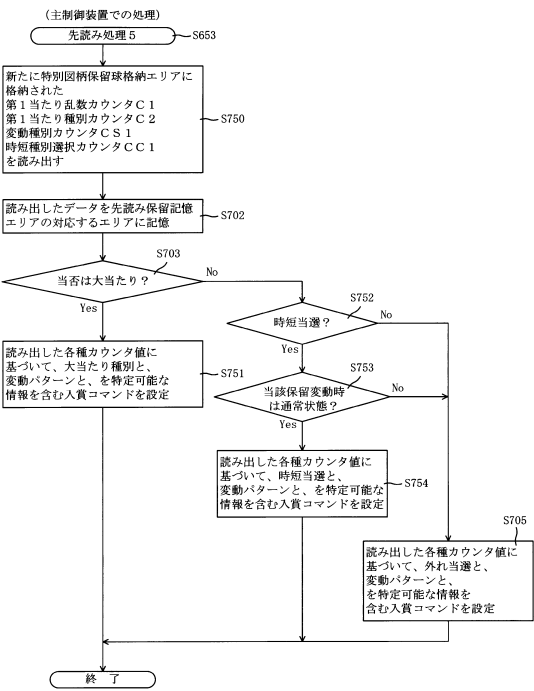 （主制御装置での処理）
先読み処理５
S653
新たに特別図柄保留球格納エリアに
格納された
第１当たり乱数カウンタＣ１
第１当たり種別カウンタＣ２
変動種別カウンタＣＳ１
時短種別選択カウンタＣＣ１
を読み出す
S750
読み出したデータを先読み保留記憶
エリアの対応するエリアに記憶
S702
S703
当否は大当たり？
No
Yes
S752
時短当選？
No
Yes
読み出した各種カウンタ値に
基づいて、大当たり種別と、
変動パターンと、を特定可能な
情報を含む入賞コマンドを設定
S751
S753
当該保留変動時
は通常状態？
No
Yes
読み出した各種カウンタ値に
基づいて、時短当選と、
変動パターンと、を特定可能な
情報を含む入賞コマンドを設定
S754
S705
読み出した各種カウンタ値に
基づいて、外れ当選と、
変動パターンと、
を特定可能な情報を
含む入賞コマンドを設定
終 了